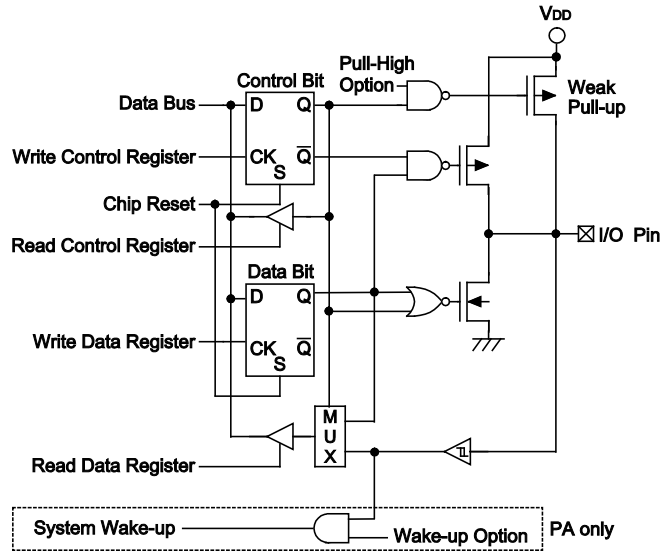 VDD
Pull-High
Option
Control Bit
Weak
Pull-up
Data Bus
D
Q
Write Control Register
CK
Q̅
S
Chip Reset
I/O Pin
Read Control Register
Data Bit
D
Q
Write Data Register
CK
Q̅
S
M
U
X
Read Data Register
System Wake-up
Wake-up Option
PA only